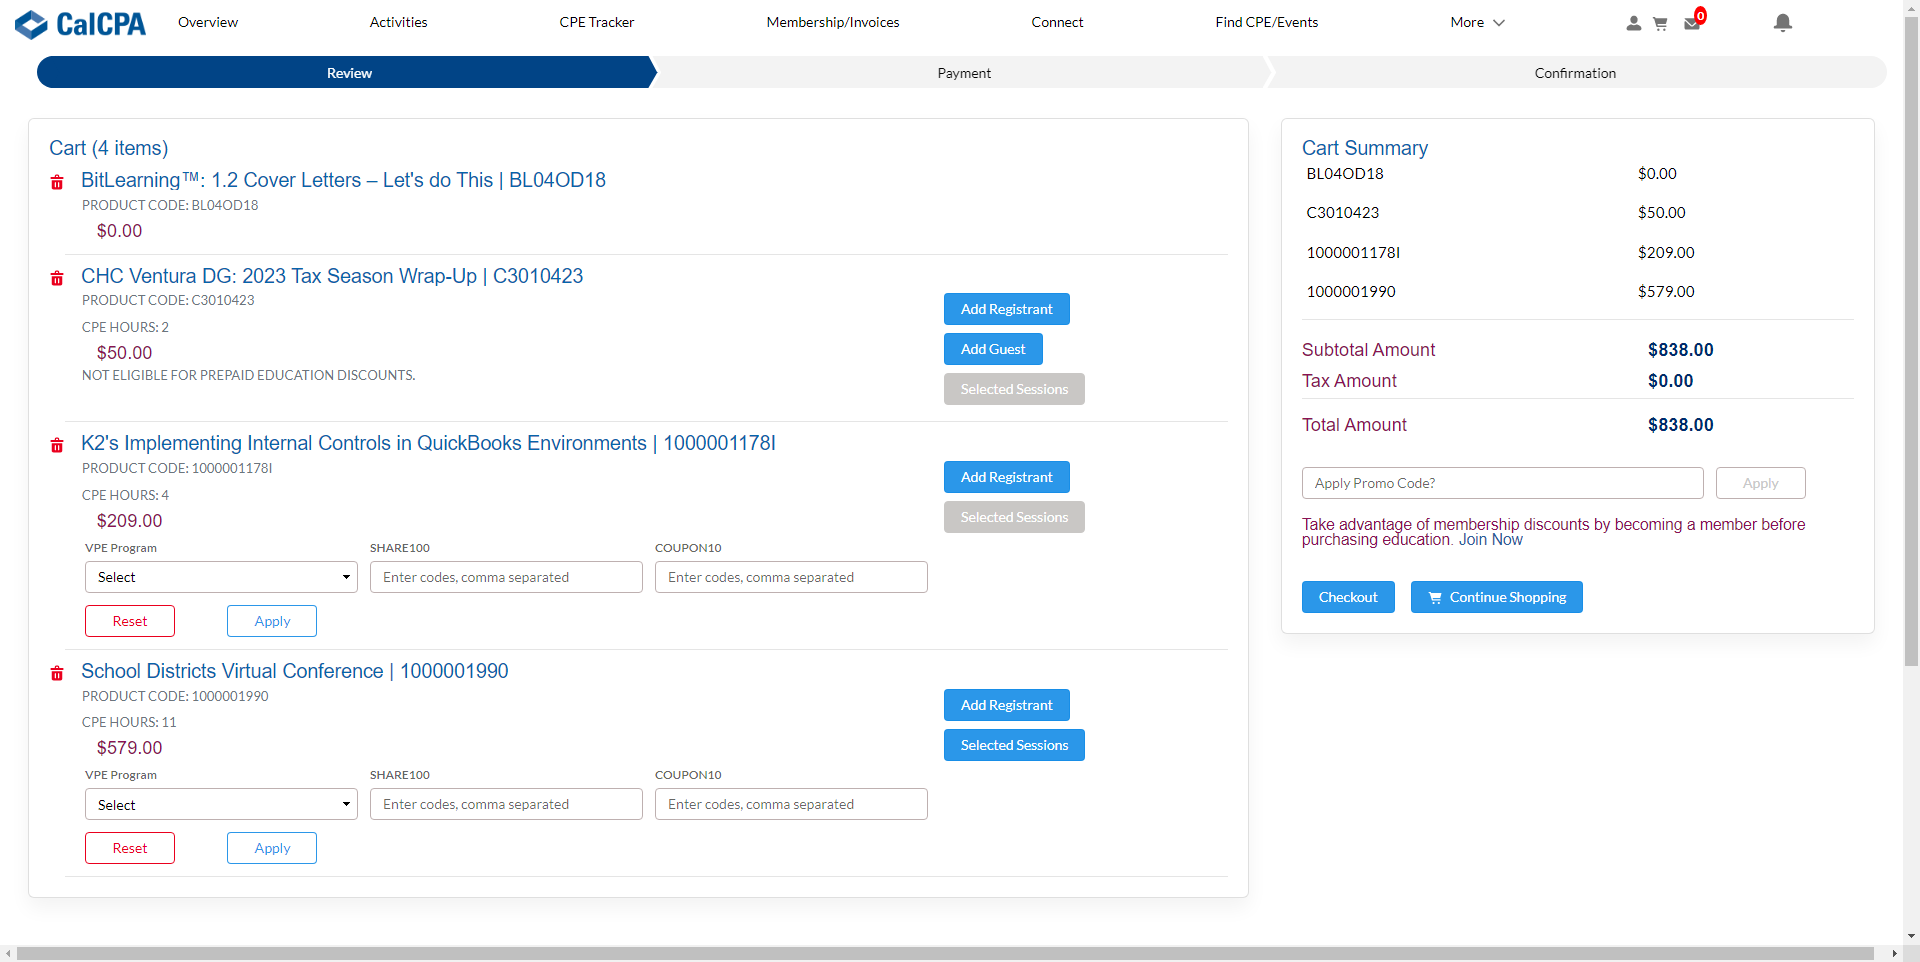 CalCPA
Overview
Activities
CPE Tracker
Membership/Invoices
Connect
Find CPE/Events
More
0
Review
Payment
Confirmation
Cart (4 items)
BitLearning™: 1.2 Cover Letters – Let's do This | BL04OD18
PRODUCT CODE: BL04OD18
$0.00
CHC Ventura DG: 2023 Tax Season Wrap-Up | C3010423
PRODUCT CODE: C3010423
CPE HOURS: 2
$50.00
NOT ELIGIBLE FOR PREPAID EDUCATION DISCOUNTS.
Add Registrant
Add Guest
Selected Sessions
K2's Implementing Internal Controls in QuickBooks Environments | 1000001178I
PRODUCT CODE: 1000001178I
CPE HOURS: 4
$209.00
Add Registrant
Selected Sessions
VPE Program
SHARE100
COUPON10
Select
Enter codes, comma separated
Enter codes, comma separated
Reset
Apply
School Districts Virtual Conference | 1000001990
PRODUCT CODE: 1000001990
CPE HOURS: 11
$579.00
Add Registrant
Selected Sessions
VPE Program
SHARE100
COUPON10
Select
Enter codes, comma separated
Enter codes, comma separated
Reset
Apply
Cart Summary
BL04OD18 $0.00
C3010423 $50.00
1000001178I $209.00
1000001990 $579.00
Subtotal Amount $838.00
Tax Amount $0.00
Total Amount $838.00
Apply Promo Code?
Apply
Take advantage of membership discounts by becoming a member before
purchasing education. Join Now
Checkout
Continue Shopping